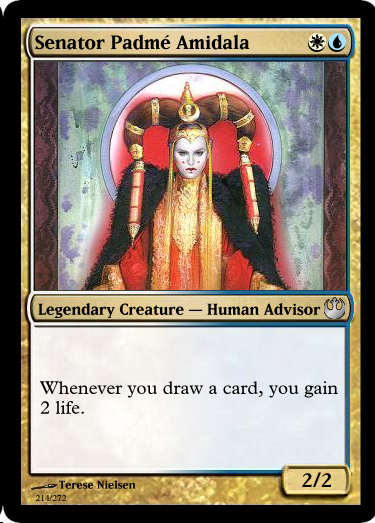 Senator Padmé Amidala
Legendary Creature — Human Advisor
Whenever you draw a card, you gain
2 life.
Terese Nielsen
2/2
214/272